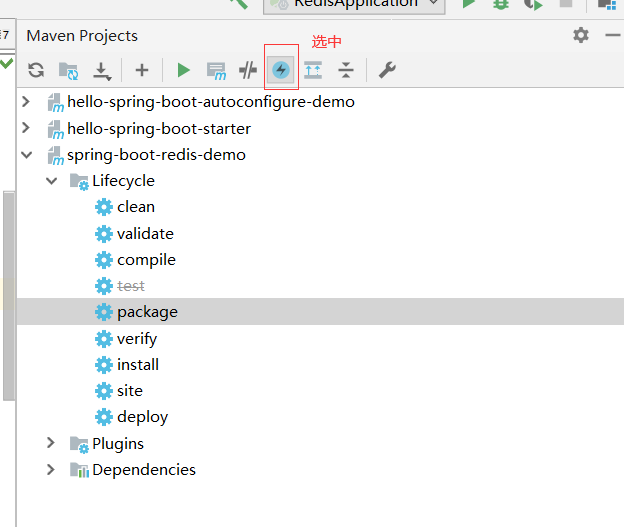 RedisApplication
7
Maven Projects
选中
hello-spring-boot-autoconfigure-demo
hello-spring-boot-starter
spring-boot-redis-demo
Lifecycle
clean
validate
compile
test
package
verify
install
site
deploy
Plugins
Dependencies